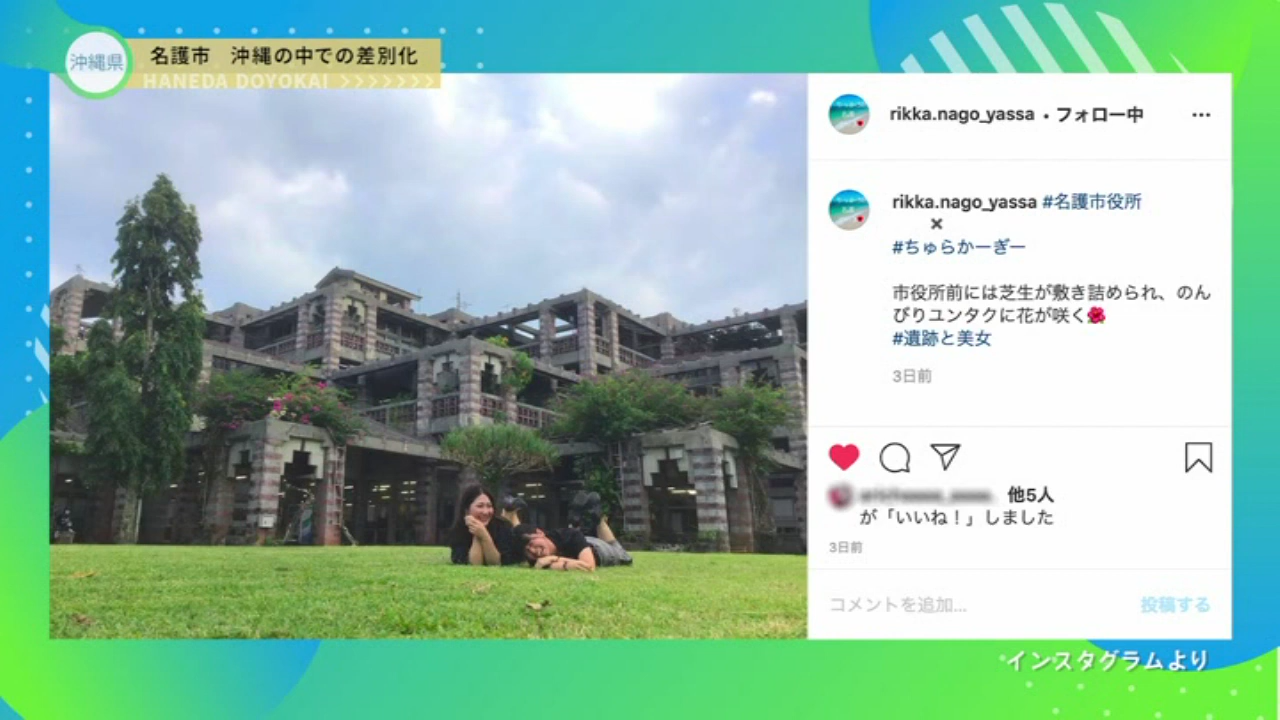 沖縄県
名護市 沖縄の中での差別化
HANEDA DOYOKAI >>>>>>>
rikka.nago_yassa • フォロー中
rikka.nago_yassa #名護市役所
×
#ちゅらかーぎー
市役所前には芝生が敷き詰められ、のん
びりユンタクに花が咲く🌺
#遺跡と美女
3日前
他5人
が「いいね！」しました
3日前
コメントを追加...
投稿する
インスタグラムより